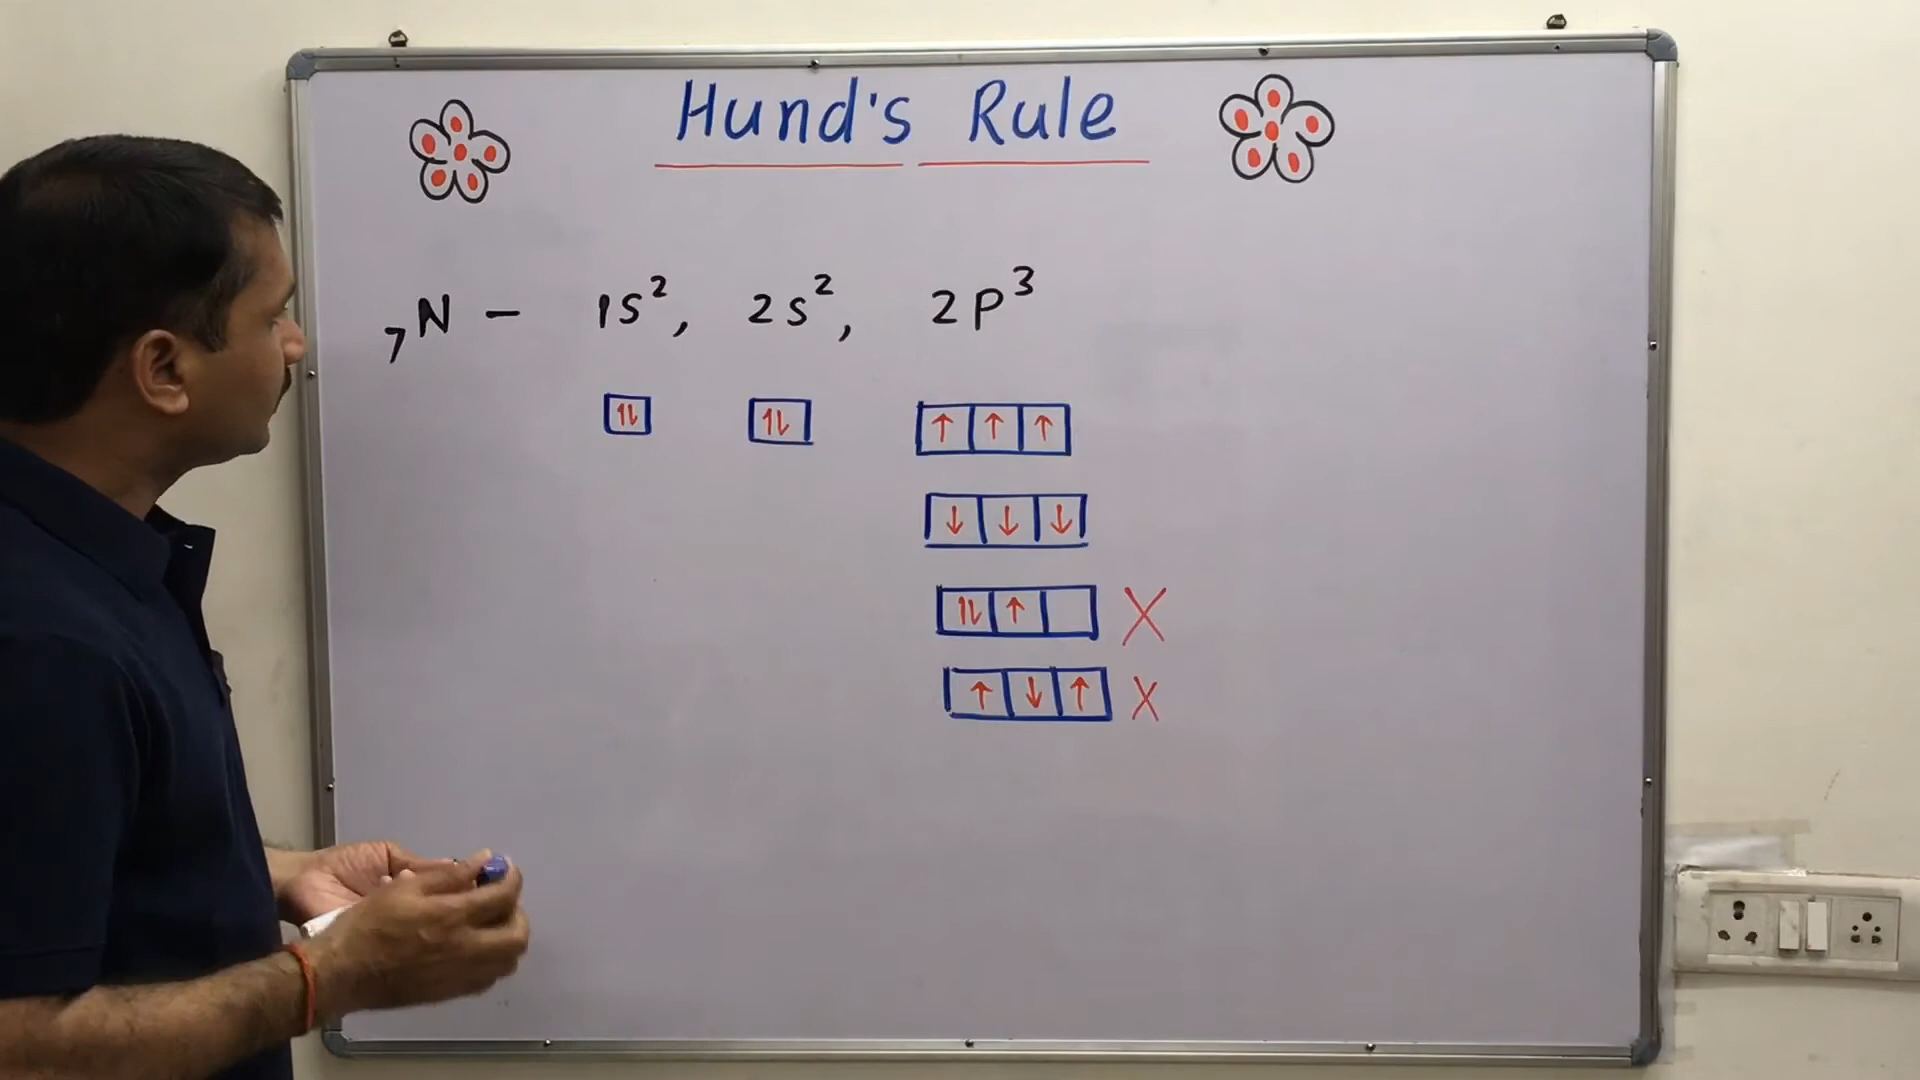 Hund's Rule
₇N – 1s², 2s², 2p³
↑↓ ↑↓ ↑ ↑ ↑
↓ ↓ ↓
↑↓ ↑ X
↑ ↓ ↑ X